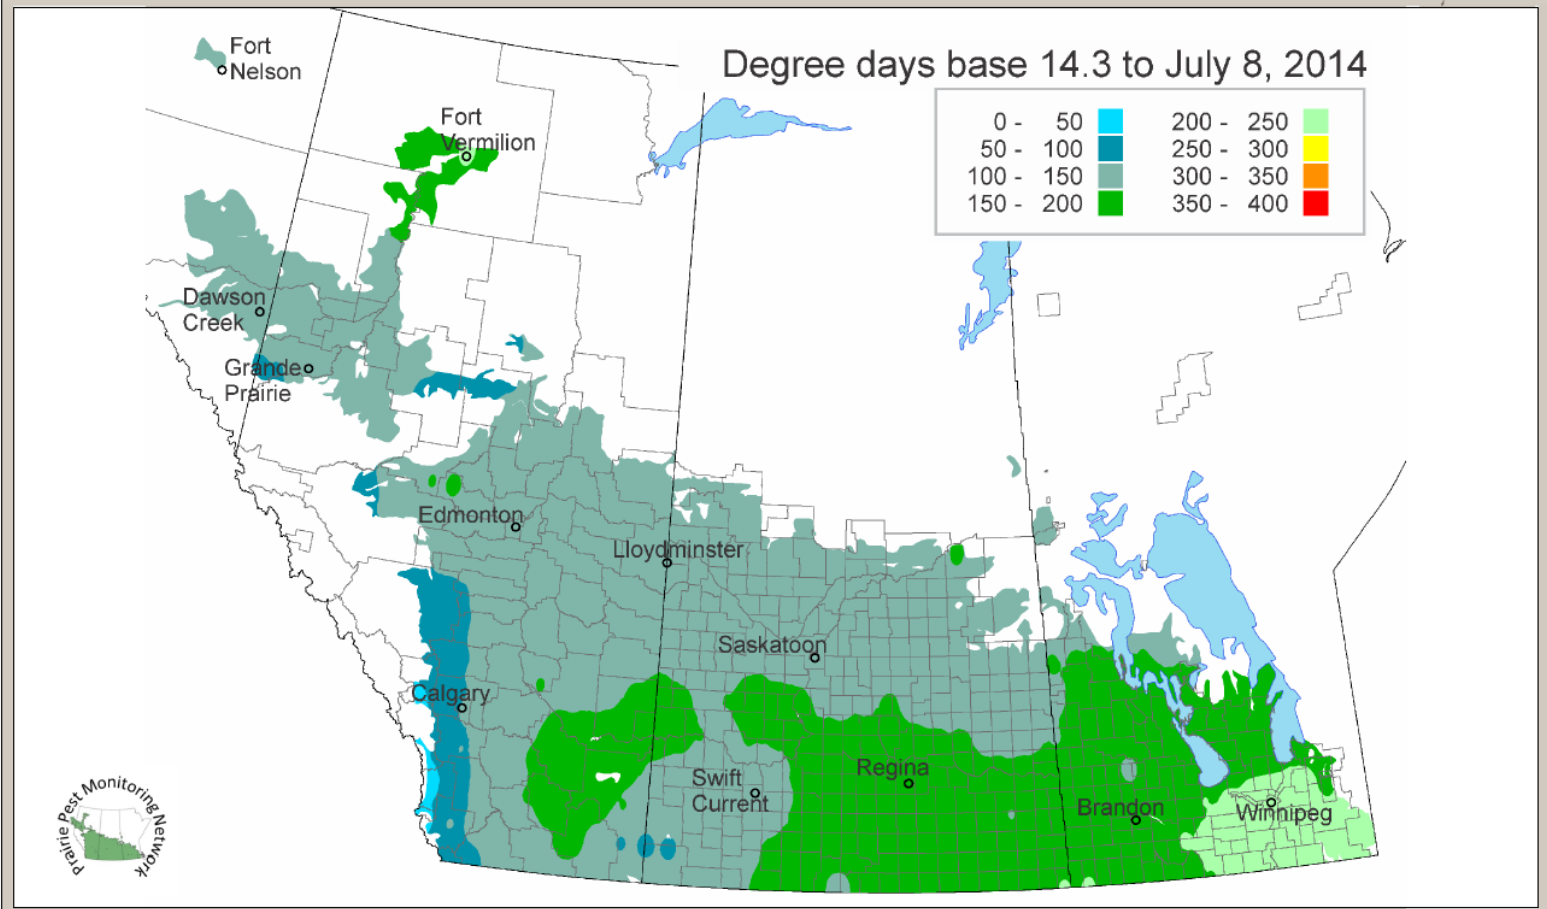 Degree days base 14.3 to July 8, 2014
0 - 50
50 - 100
100 - 150
150 - 200
200 - 250
250 - 300
300 - 350
350 - 400
Fort
Nelson
Fort
Vermilion
Dawson
Creek
Grande
Prairie
Edmonton
Lloydminster
Saskatoon
Calgary
Swift
Current
Regina
Brandon
Winnipeg
Prairie Pest Monitoring Network